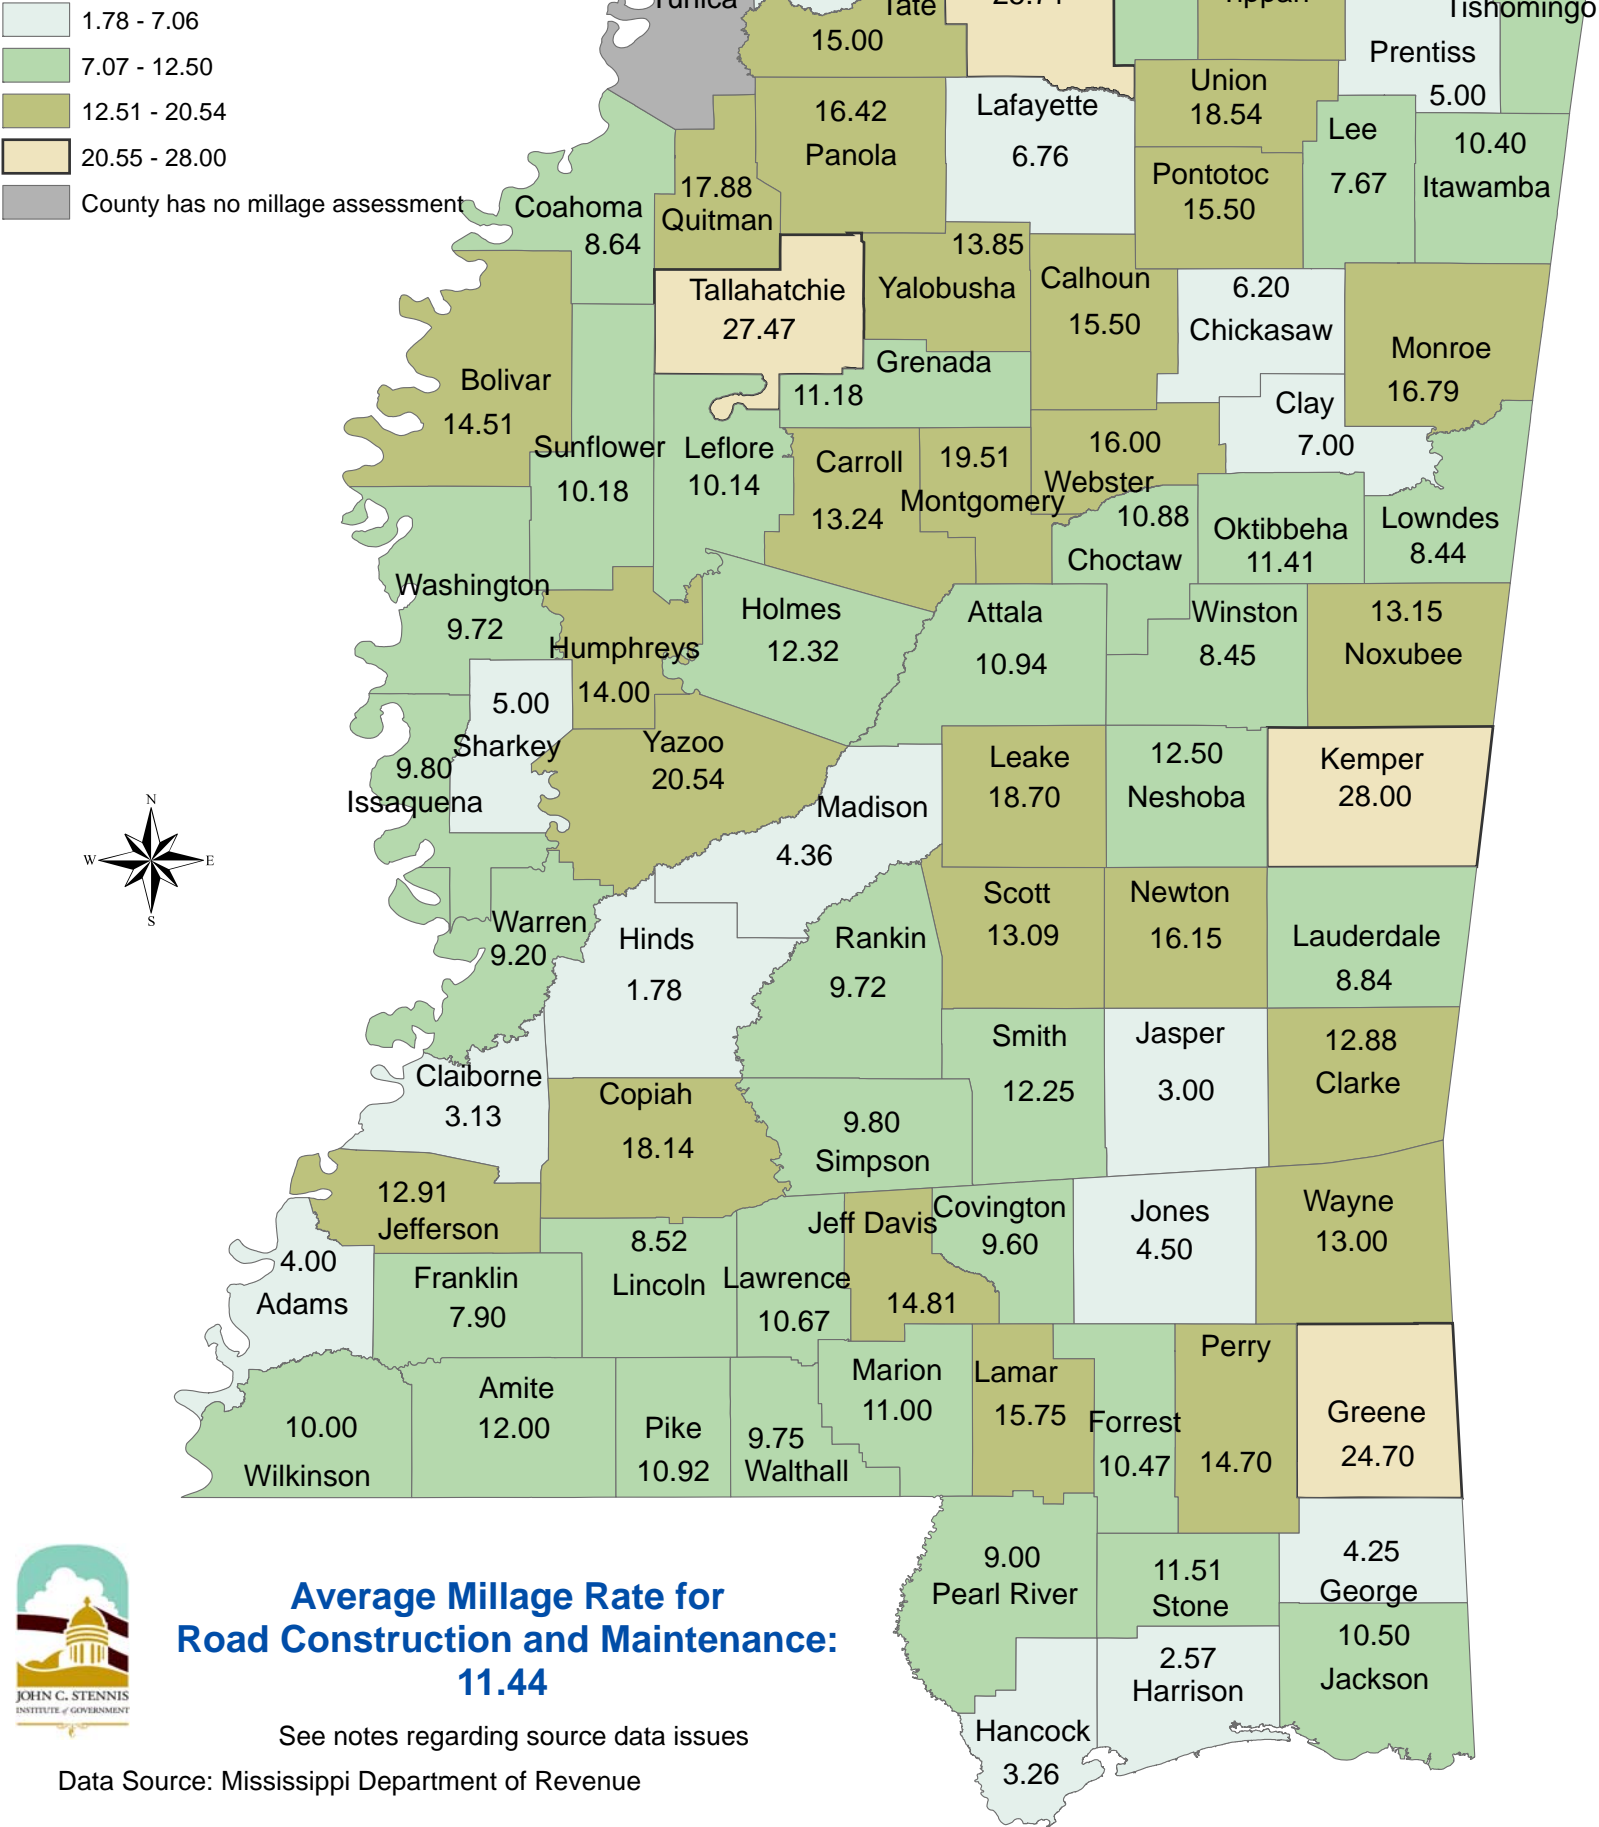 1.78 - 7.06
7.07 - 12.50
12.51 - 20.54
20.55 - 28.00
County has no millage assessment
Tunica
Tate
15.00
Tishomingo
Prentiss
5.00
Union
18.54
16.42
Panola
Lafayette
6.76
Lee
7.67
10.40
Itawamba
Pontotoc
15.50
17.88
Quitman
Coahoma
8.64
13.85
Yalobusha
Tallahatchie
27.47
Calhoun
15.50
6.20
Chickasaw
Monroe
16.79
Grenada
11.18
Bolivar
14.51
Sunflower
10.18
Leflore
10.14
Carroll
13.24
19.51
Montgomery
16.00
Webster
Clay
7.00
10.88
Choctaw
Oktibbeha
11.41
Lowndes
8.44
Washington
9.72
Humphreys
14.00
Holmes
12.32
Attala
10.94
Winston
8.45
13.15
Noxubee
5.00
Sharkey
9.80
Issaquena
Yazoo
20.54
Madison
4.36
Leake
18.70
12.50
Neshoba
Kemper
28.00
N
W
E
S
Warren
9.20
Hinds
1.78
Rankin
9.72
Scott
13.09
Newton
16.15
Lauderdale
8.84
Claiborne
3.13
Copiah
18.14
9.80
Simpson
Smith
12.25
Jasper
3.00
12.88
Clarke
12.91
Jefferson
4.00
Adams
Franklin
7.90
8.52
Lincoln
Lawrence
10.67
Jeff Davis
14.81
Covington
9.60
Jones
4.50
Wayne
13.00
10.00
Wilkinson
Amite
12.00
Pike
10.92
9.75
Walthall
Marion
11.00
Lamar
15.75
Forrest
10.47
Perry
14.70
Greene
24.70
9.00
Pearl River
11.51
Stone
4.25
George
10.50
Jackson
2.57
Harrison
Hancock
3.26
JOHN C. STENNIS
INSTITUTE of GOVERNMENT
Average Millage Rate for
Road Construction and Maintenance:
11.44
See notes regarding source data issues
Data Source: Mississippi Department of Revenue